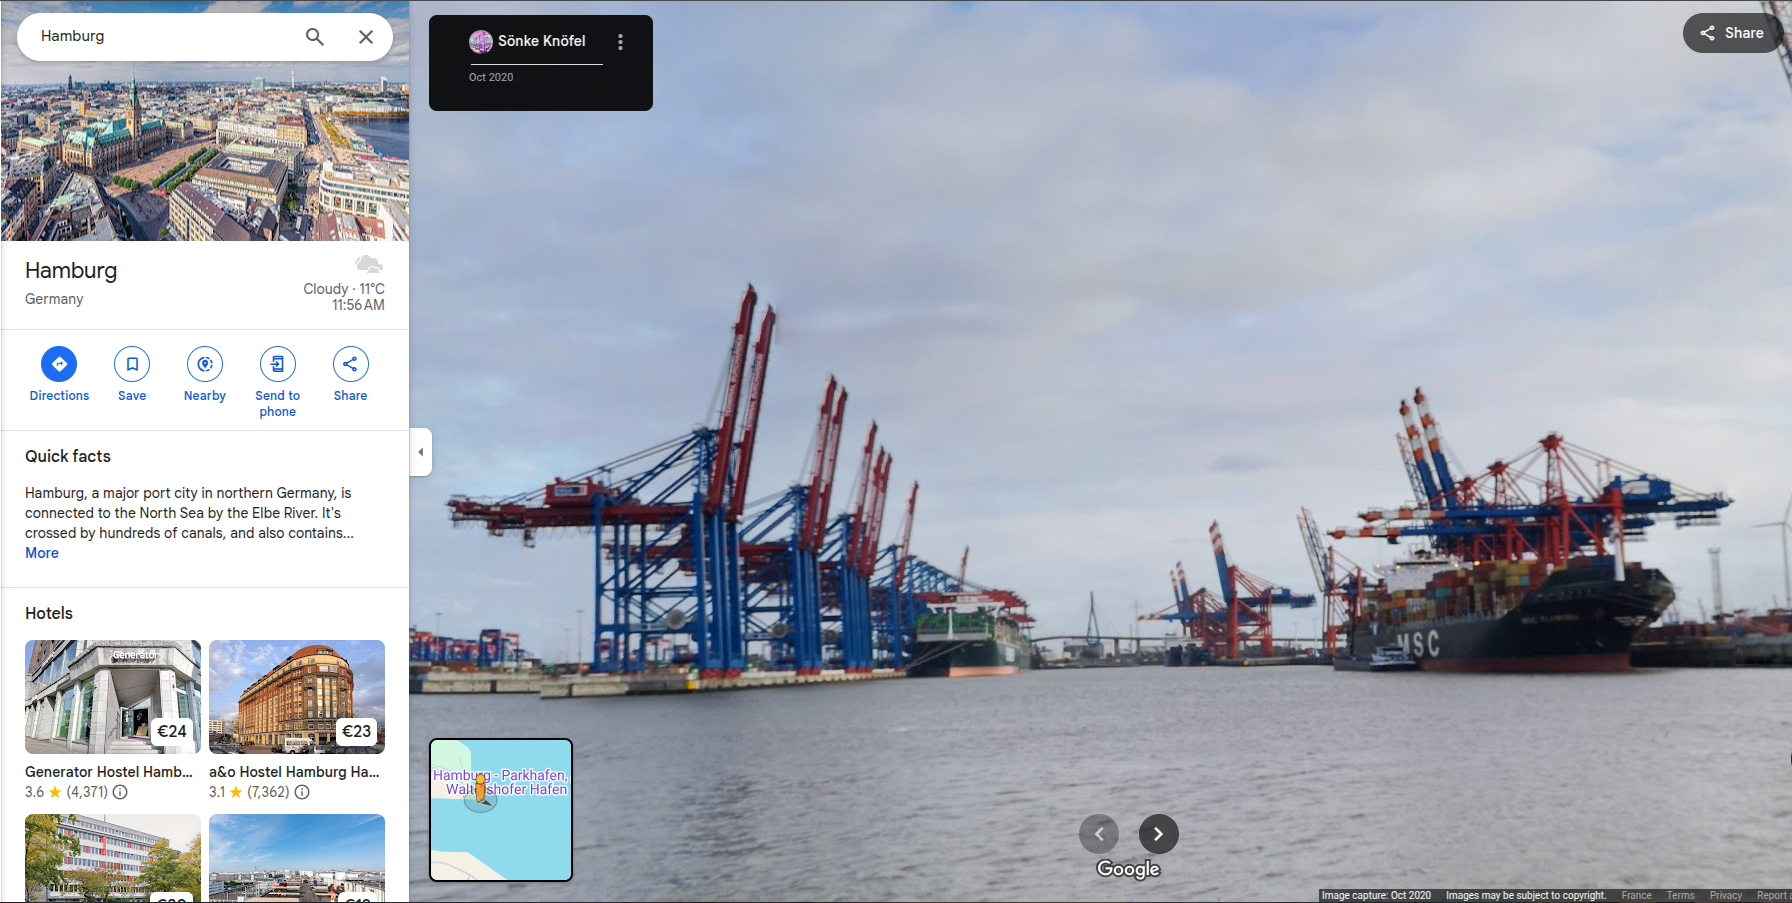 Hamburg
Hamburg
Germany
Cloudy · 11°C
11:56 AM
Directions
Save
Nearby
Send to
phone
Share
Quick facts
Hamburg, a major port city in northern Germany, is
connected to the North Sea by the Elbe River. It's
crossed by hundreds of canals, and also contains...
More
Hotels
Generator
€24
€23
Generator Hostel Hamb...
3.6 ★ (4,371)
a&o Hostel Hamburg Ha...
3.1 ★ (7,362)
Sönke Knöfel
Oct 2020
Share
MSC
Hamburg - Parkhafen,
Waltershofer Hafen
Google
Image capture: Oct 2020 Images may be subject to copyright. France Terms Privacy Report